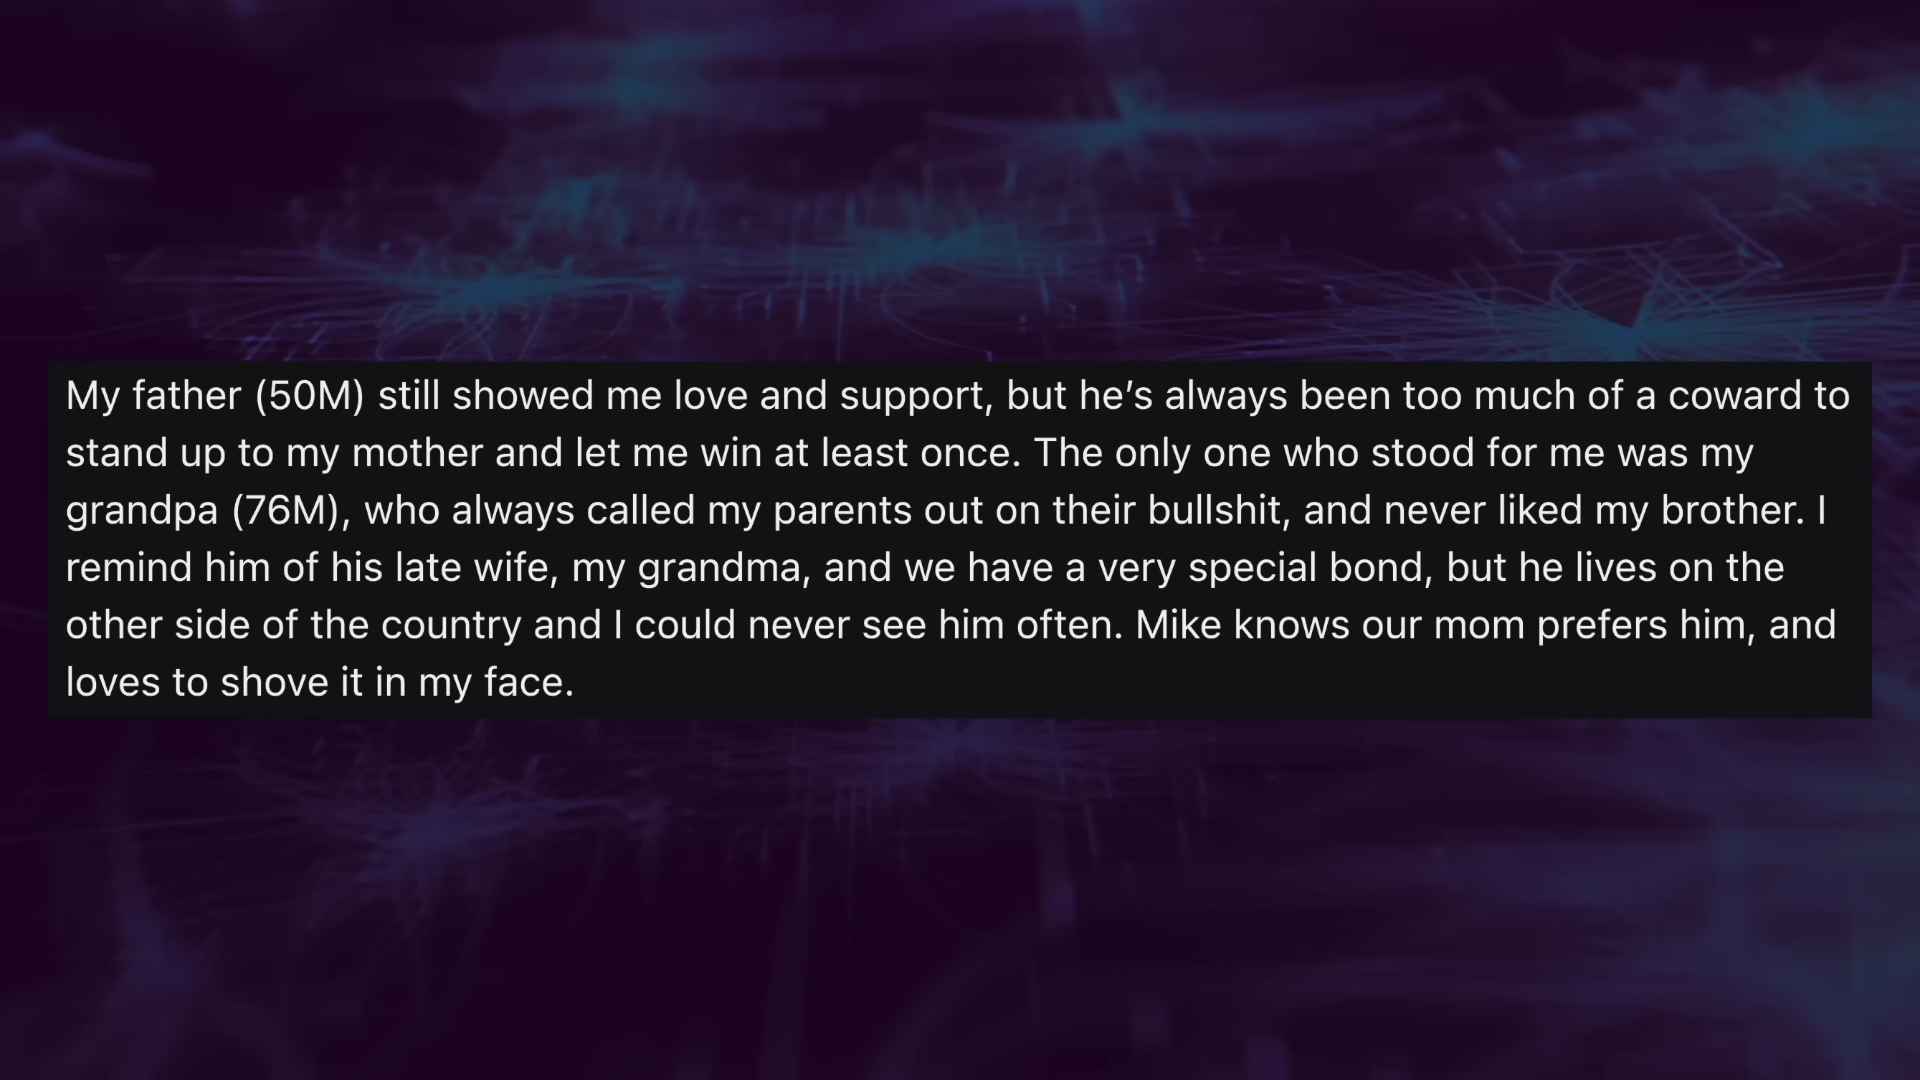 My father (50M) still showed me love and support, but he’s always been too much of a coward to
stand up to my mother and let me win at least once. The only one who stood for me was my
grandpa (76M), who always called my parents out on their bullshit, and never liked my brother. I
remind him of his late wife, my grandma, and we have a very special bond, but he lives on the
other side of the country and I could never see him often. Mike knows our mom prefers him, and
loves to shove it in my face.